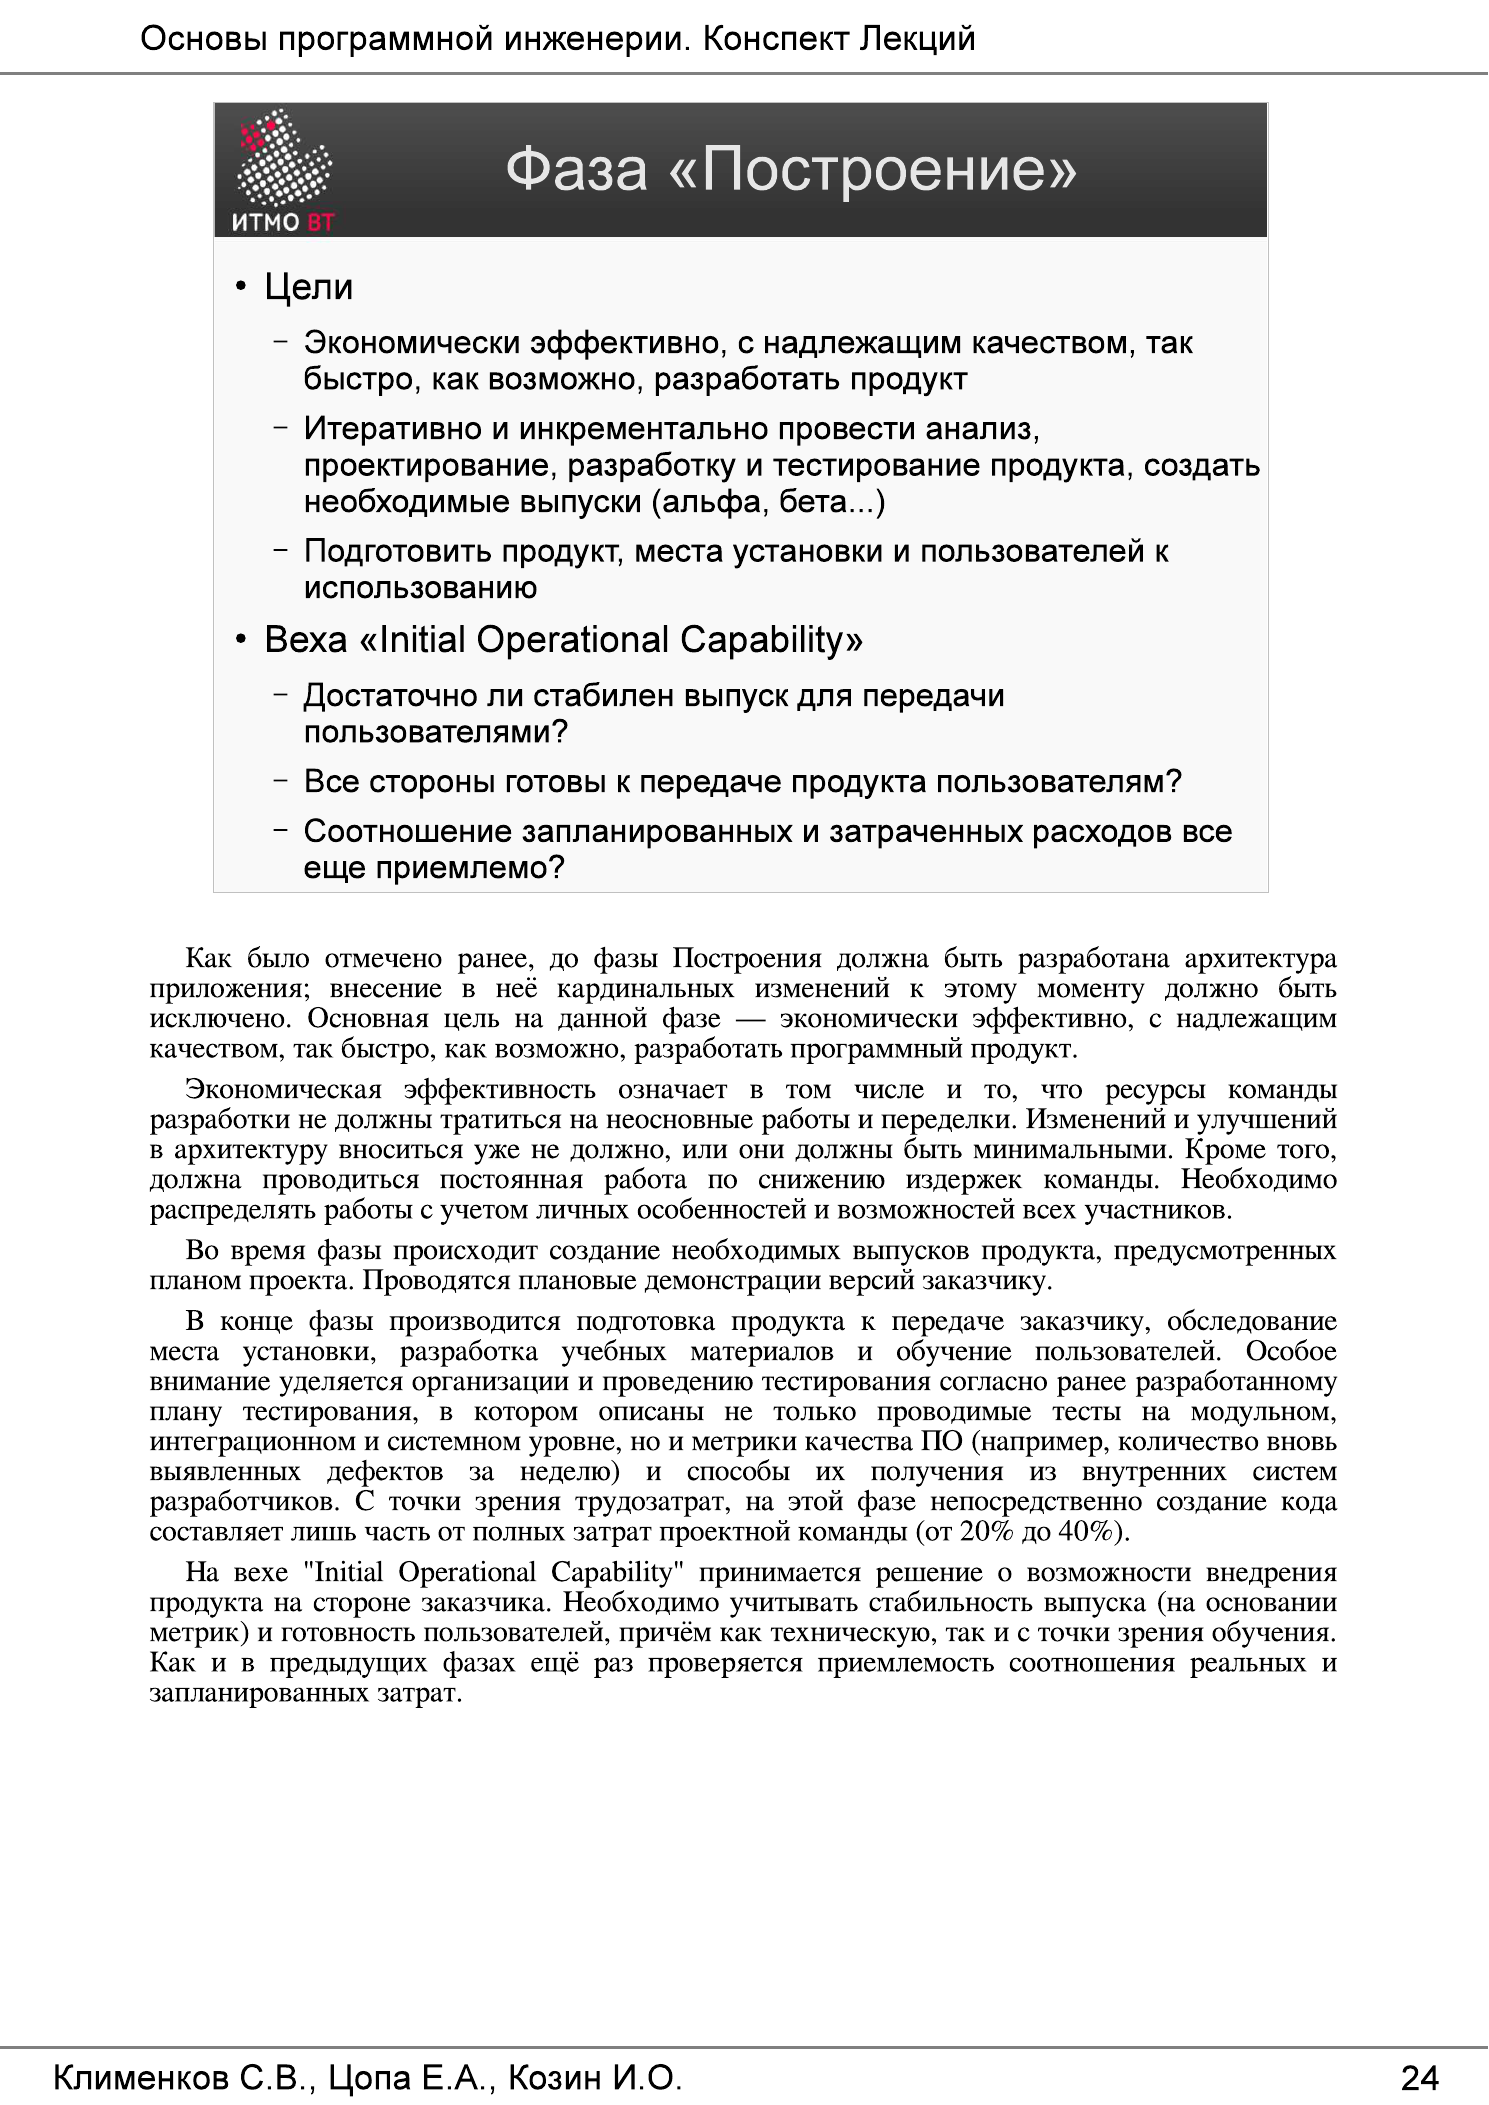 Основы программной инженерии. Конспект Лекций
ИТМО ВТ
Фаза «Построение»
• Цели
– Экономически эффективно, с надлежащим качеством, так
быстро, как возможно, разработать продукт
– Итеративно и инкрементально провести анализ,
проектирование, разработку и тестирование продукта, создать
необходимые выпуски (альфа, бета...)
– Подготовить продукт, места установки и пользователей к
использованию
• Веха «Initial Operational Capability»
– Достаточно ли стабилен выпуск для передачи
пользователями?
– Все стороны готовы к передаче продукта пользователям?
– Соотношение запланированных и затраченных расходов все
еще приемлемо?
Как было отмечено ранее, до фазы Построения должна быть разработана архитектура
приложения; внесение в неё кардинальных изменений к этому моменту должно быть
исключено. Основная цель на данной фазе — экономически эффективно, с надлежащим
качеством, так быстро, как возможно, разработать программный продукт.
Экономическая эффективность означает в том числе и то, что ресурсы команды
разработки не должны тратиться на неосновные работы и переделки. Изменений и улучшений
в архитектуру вноситься уже не должно, или они должны быть минимальными. Кроме того,
должна проводиться постоянная работа по снижению издержек команды. Необходимо
распределять работы с учетом личных особенностей и возможностей всех участников.
Во время фазы происходит создание необходимых выпусков продукта, предусмотренных
планом проекта. Проводятся плановые демонстрации версий заказчику.
В конце фазы производится подготовка продукта к передаче заказчику, обследование
места установки, разработка учебных материалов и обучение пользователей. Особое
внимание уделяется организации и проведению тестирования согласно ранее разработанному
плану тестирования, в котором описаны не только проводимые тесты на модульном,
интеграционном и системном уровне, но и метрики качества ПО (например, количество вновь
выявленных дефектов за неделю) и способы их получения из внутренних систем
разработчиков. С точки зрения трудозатрат, на этой фазе непосредственно создание кода
составляет лишь часть от полных затрат проектной команды (от 20% до 40%).
На вехе "Initial Operational Capability" принимается решение о возможности внедрения
продукта на стороне заказчика. Необходимо учитывать стабильность выпуска (на основании
метрик) и готовность пользователей, причём как техническую, так и с точки зрения обучения.
Как и в предыдущих фазах ещё раз проверяется приемлемость соотношения реальных и
запланированных затрат.
Клименков С.В., Цопа Е.А., Козин И.О.
24